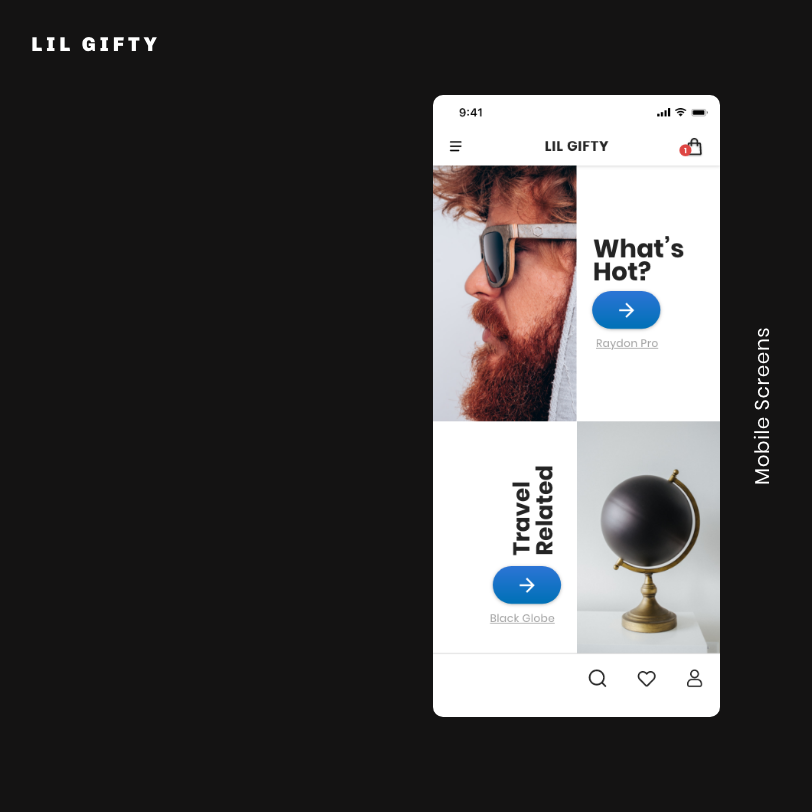 LIL GIFTY
9:41
LIL GIFTY
1
What's
Hot?
Raydon Pro
Travel
Related
Black Globe
Mobile Screens